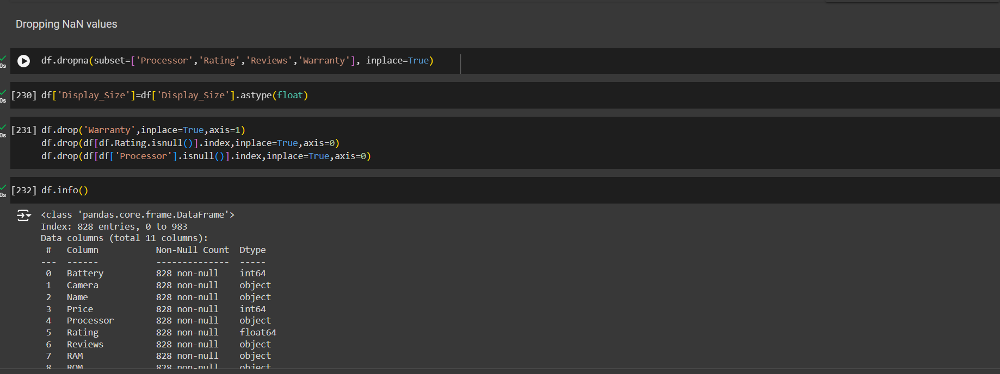 Dropping NaN values
0s
df.dropna(subset=['Processor','Rating','Reviews','Warranty'], inplace=True)
0s
[230] df['Display_Size']=df['Display_Size'].astype(float)
0s
[231] df.drop('Warranty',inplace=True,axis=1)
df.drop(df[df.Rating.isnull()].index,inplace=True,axis=0)
df.drop(df[df['Processor'].isnull()].index,inplace=True,axis=0)
0s
[232] df.info()
<class 'pandas.core.frame.DataFrame'>
Index: 828 entries, 0 to 983
Data columns (total 11 columns):
#   Column           Non-Null Count  Dtype
---  ------           --------------  -----
0   Battery          828 non-null    int64
1   Camera           828 non-null    object
2   Name             828 non-null    object
3   Price            828 non-null    int64
4   Processor        828 non-null    object
5   Rating           828 non-null    float64
6   Reviews          828 non-null    object
7   RAM              828 non-null    object
8   ROM              828 non-null    object